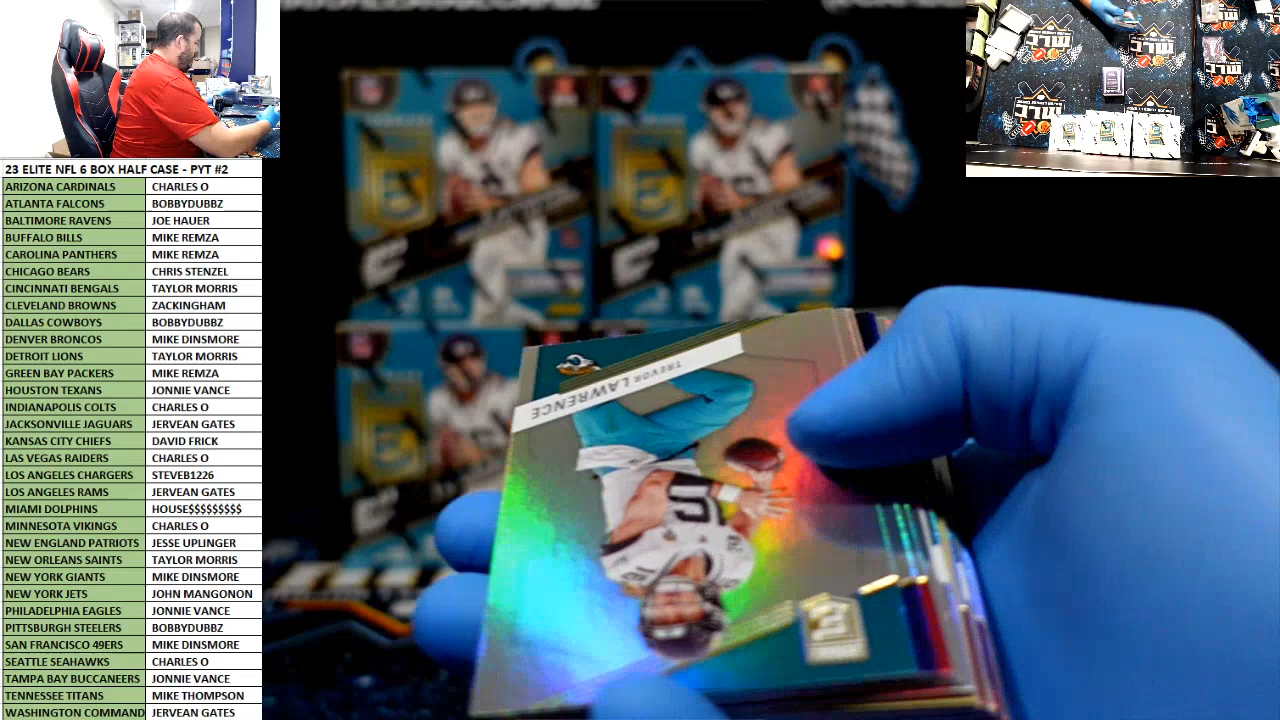 23 ELITE NFL 6 BOX HALF CASE - PYT #2
ARIZONA CARDINALS CHARLES O
ATLANTA FALCONS BOBBYDUBBZ
BALTIMORE RAVENS JOE HAUER
BUFFALO BILLS MIKE REMZA
CAROLINA PANTHERS MIKE REMZA
CHICAGO BEARS CHRIS STENZEL
CINCINNATI BENGALS TAYLOR MORRIS
CLEVELAND BROWNS ZACKINGHAM
DALLAS COWBOYS BOBBYDUBBZ
DENVER BRONCOS MIKE DINSMORE
DETROIT LIONS TAYLOR MORRIS
GREEN BAY PACKERS MIKE REMZA
HOUSTON TEXANS JONNIE VANCE
INDIANAPOLIS COLTS CHARLES O
JACKSONVILLE JAGUARS JERVEAN GATES
KANSAS CITY CHIEFS DAVID FRICK
LAS VEGAS RAIDERS CHARLES O
LOS ANGELES CHARGERS STEVEB1226
LOS ANGELES RAMS JERVEAN GATES
MIAMI DOLPHINS HOUSE$$$$$$$$$
MINNESOTA VIKINGS CHARLES O
NEW ENGLAND PATRIOTS JESSE UPLINGER
NEW ORLEANS SAINTS TAYLOR MORRIS
NEW YORK GIANTS MIKE DINSMORE
NEW YORK JETS JOHN MANGONON
PHILADELPHIA EAGLES JONNIE VANCE
PITTSBURGH STEELERS BOBBYDUBBZ
SAN FRANCISCO 49ERS MIKE DINSMORE
SEATTLE SEAHAWKS CHARLES O
TAMPA BAY BUCCANEERS JONNIE VANCE
TENNESSEE TITANS MIKE THOMPSON
WASHINGTON COMMAND JERVEAN GATES
TREVOR LAWRENCE
16